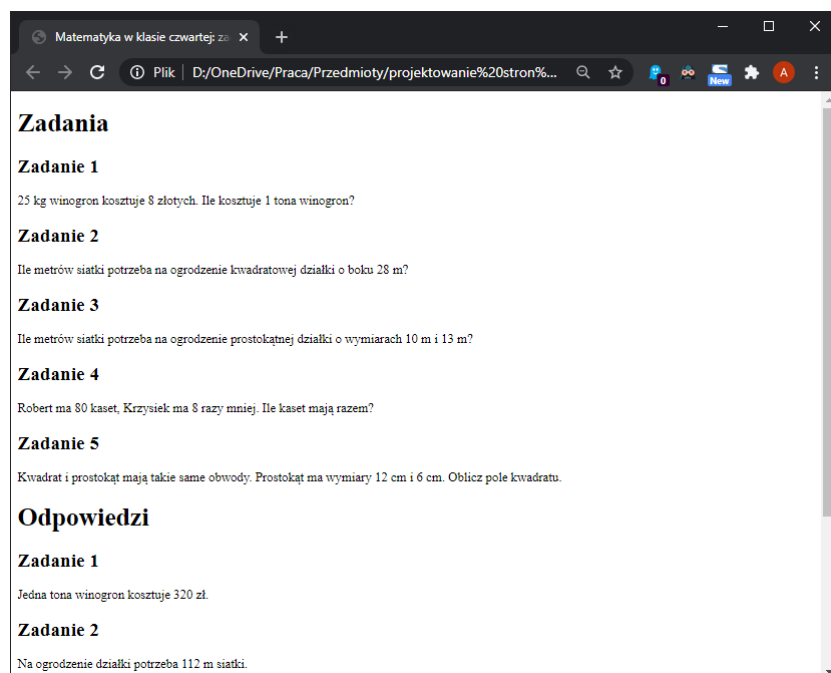 Matematyka w klasie czwartej: za
Plik D:/OneDrive/Praca/Przedmioty/projektowanie%20stron%...
0
New
A
Zadania
Zadanie 1
25 kg winogron kosztuje 8 złotych. Ile kosztuje 1 tona winogron?
Zadanie 2
Ile metrów siatki potrzeba na ogrodzenie kwadratowej działki o boku 28 m?
Zadanie 3
Ile metrów siatki potrzeba na ogrodzenie prostokątnej działki o wymiarach 10 m i 13 m?
Zadanie 4
Robert ma 80 kaset, Krzysiek ma 8 razy mniej. Ile kaset mają razem?
Zadanie 5
Kwadrat i prostokąt mają takie same obwody. Prostokąt ma wymiary 12 cm i 6 cm. Oblicz pole kwadratu.
Odpowiedzi
Zadanie 1
Jedna tona winogron kosztuje 320 zł.
Zadanie 2
Na ogrodzenie działki potrzeba 112 m siatki.